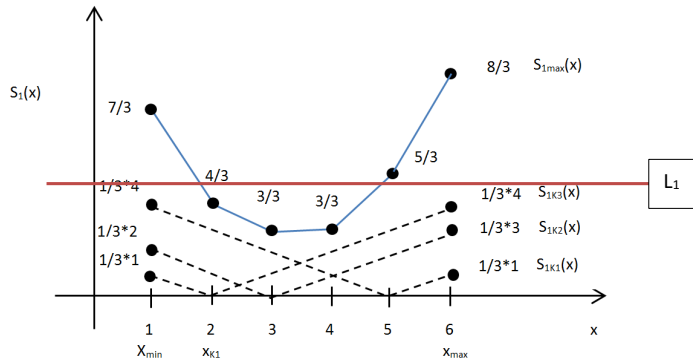 8/3 S1max(x)
S1(x)
7/3
5/3
4/3
L1
1/3*4
3/3
3/3
1/3*4 S1K3(x)
1/3*2
1/3*3 S1K2(x)
1/3*1
1/3*1 S1K1(x)
1 2 3 4 5 6 x
Xmin xK1 xmax